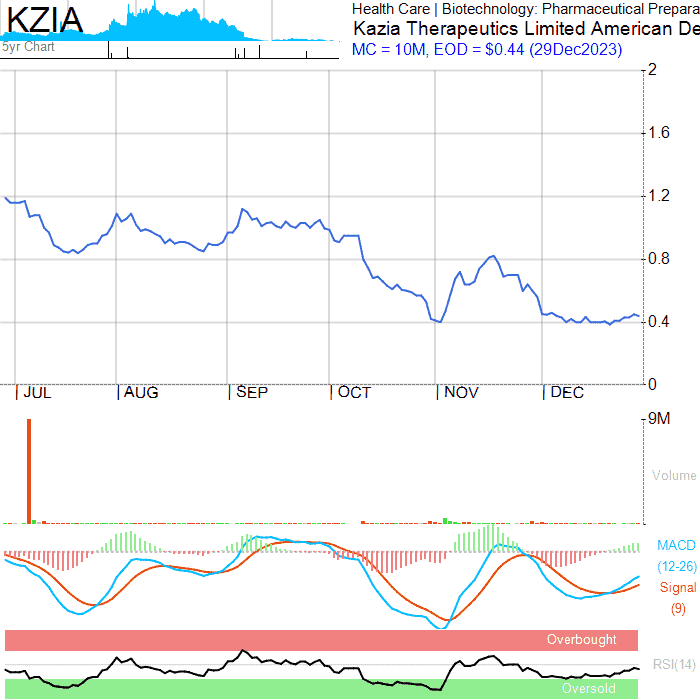 KZIA
5yr Chart
Health Care | Biotechnology: Pharmaceutical Prepara
Kazia Therapeutics Limited American De
MC = 10M, EOD = $0.44 (29Dec2023)
2
1.6
1.2
0.8
0.4
0
JUL AUG SEP OCT NOV DEC
9M
Volume
MACD
(12-26)
Signal
(9)
Overbought
RSI(14)
Oversold